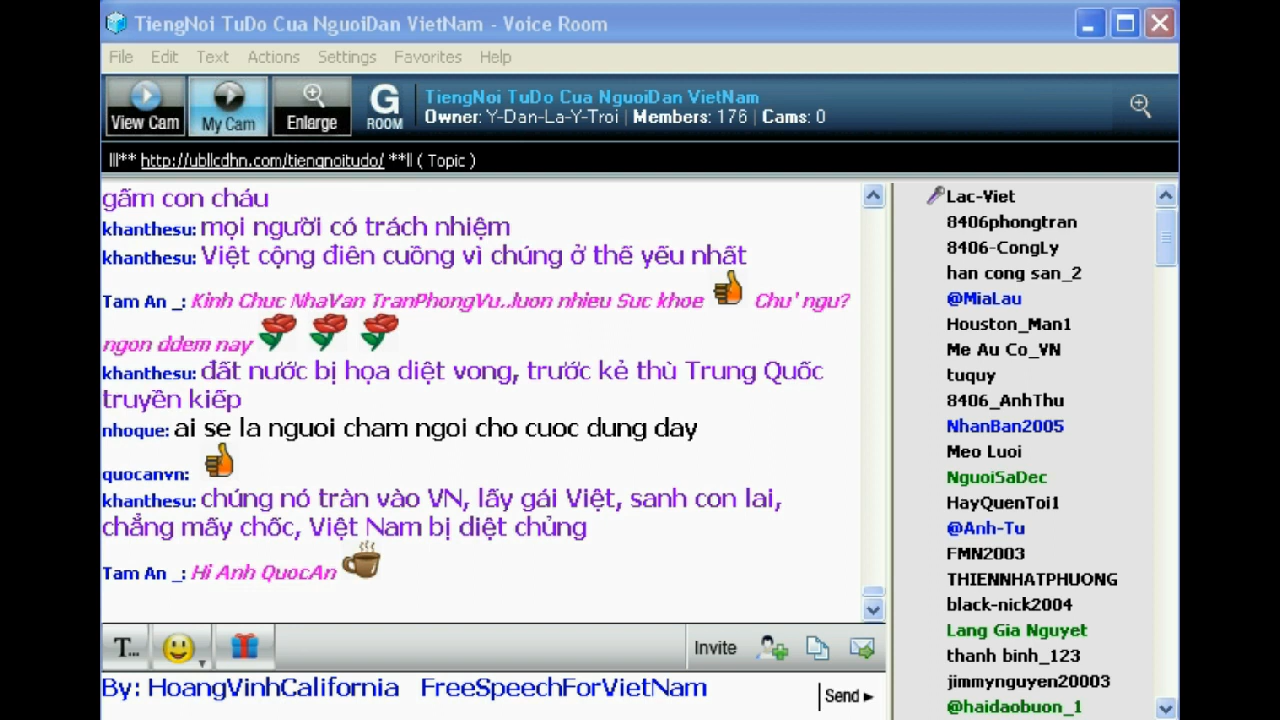 TiengNoi TuDo Cua NguoiDan VietNam - Voice Room
File Edit Text Actions Settings Favorites Help
View Cam My Cam Enlarge G ROOM
TiengNoi TuDo Cua NguoiDan VietNam
Owner: Y-Dan-La-Y-Troi | Members: 176 | Cams: 0
lll** http://ubllcdhn.com/tiengnoitudo/ **ll ( Topic )
gấm con cháu
khanthesu: mọi người có trách nhiệm
khanthesu: Việt cộng điên cuồng vì chúng ở thế yếu nhất
Tam An _: Kinh Chuc NhaVan TranPhongVu..luon nhieu Suc khoe Chu' ngu?
ngon ddem nay
khanthesu: đất nước bị họa diệt vong, trước kẻ thù Trung Quốc
truyền kiếp
nhoque: ai se la nguoi cham ngoi cho cuoc dung day
quocanvn:
khanthesu: chúng nó tràn vào VN, lấy gái Việt, sanh con lai,
chẳng mấy chốc, Việt Nam bị diệt chủng
Tam An _: Hi Anh QuocAn
T... Invite
By: HoangVinhCalifornia FreeSpeechForVietNam
Send
Lac-Viet
8406phongtran
8406-CongLy
han cong san_2
@MiaLau
Houston_Man1
Me Au Co_VN
tuquy
8406_AnhThu
NhanBan2005
Meo Luoi
NguoiSaDec
HayQuenToi1
@Anh-Tu
FMN2003
THIENNHATPHUONG
black-nick2004
Lang Gia Nguyet
thanh binh_123
jimmynguyen20003
@haidaobuon_1